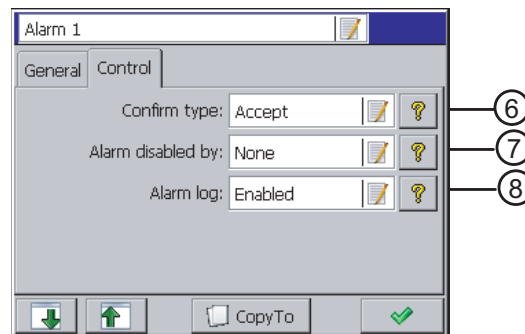 Alarm 1
General Control
Confirm type: Accept ? 6
Alarm disabled by: None ? 7
Alarm log: Enabled ? 8
CopyTo